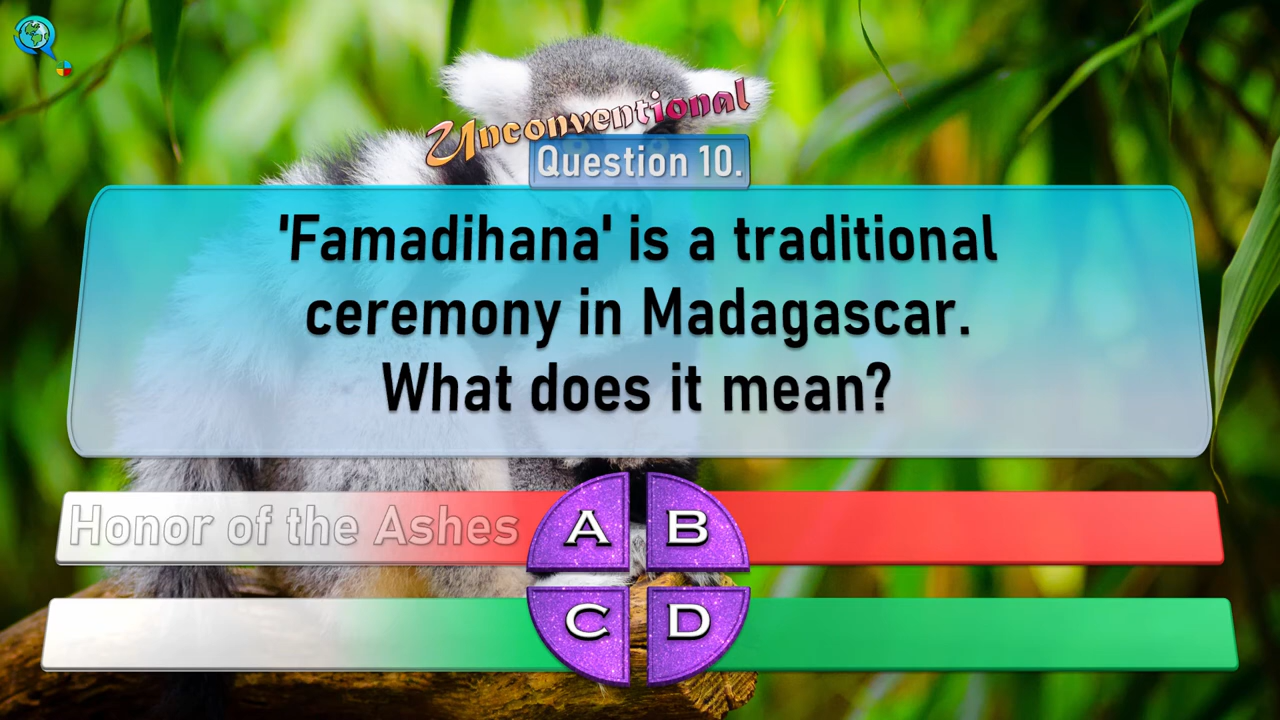 Unconventional
Question 10.
'Famadihana' is a traditional
ceremony in Madagascar.
What does it mean?
Honor of the Ashes
A
B
C
D